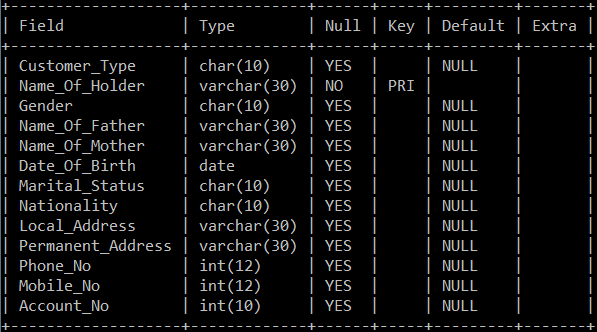 +-------------------+-------------+------+-----+---------+-------+
| Field             | Type        | Null | Key | Default | Extra |
+-------------------+-------------+------+-----+---------+-------+
| Customer_Type     | char(10)    | YES  |     | NULL    |       |
| Name_Of_Holder    | varchar(30) | NO   | PRI |         |       |
| Gender            | char(10)    | YES  |     | NULL    |       |
| Name_Of_Father    | varchar(30) | YES  |     | NULL    |       |
| Name_Of_Mother    | varchar(30) | YES  |     | NULL    |       |
| Date_Of_Birth     | date        | YES  |     | NULL    |       |
| Marital_Status    | char(10)    | YES  |     | NULL    |       |
| Nationality       | char(10)    | YES  |     | NULL    |       |
| Local_Address     | varchar(30) | YES  |     | NULL    |       |
| Permanent_Address | varchar(30) | YES  |     | NULL    |       |
| Phone_No          | int(12)     | YES  |     | NULL    |       |
| Mobile_No         | int(12)     | YES  |     | NULL    |       |
| Account_No        | int(10)     | YES  |     | NULL    |       |
+-------------------+-------------+------+-----+---------+-------+